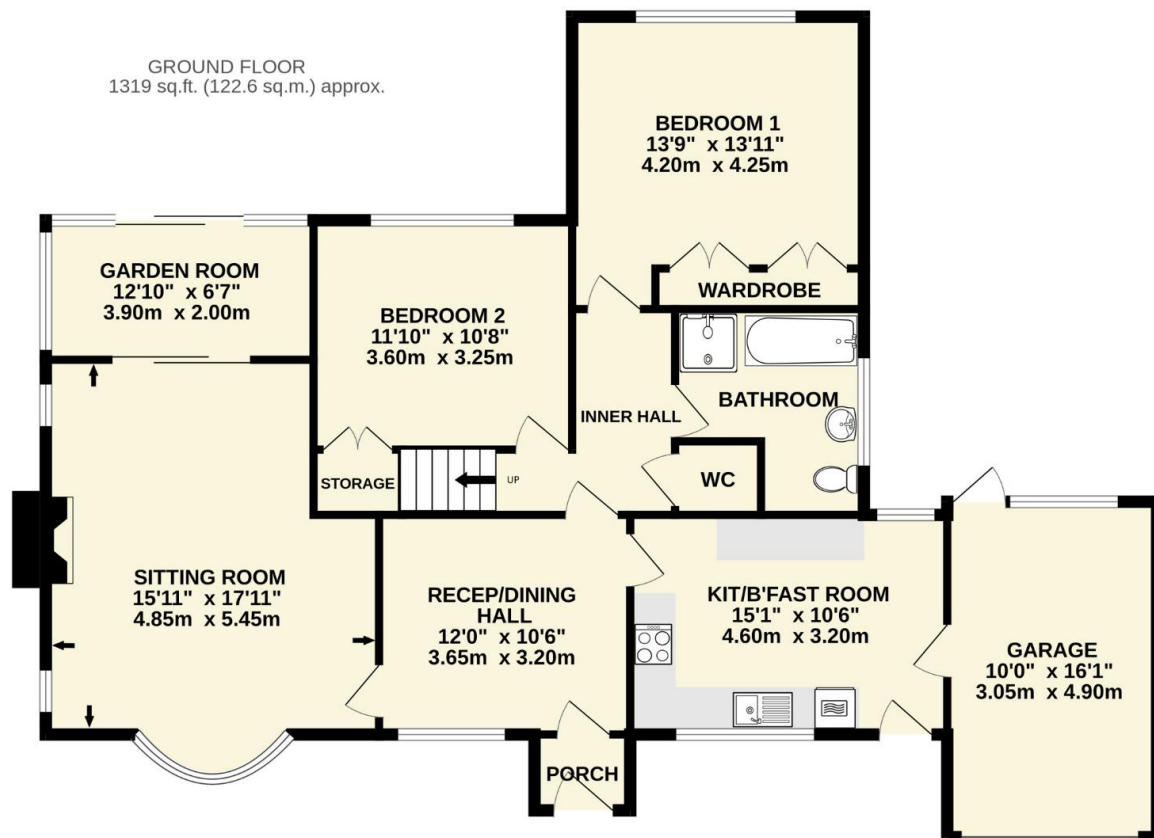 GROUND FLOOR
1319 sq.ft. (122.6 sq.m.) approx.
BEDROOM 1
13'9" x 13'11"
4.20m x 4.25m
WARDROBE
GARDEN ROOM
12'10" x 6'7"
3.90m x 2.00m
BEDROOM 2
11'10" x 10'8"
3.60m x 3.25m
INNER HALL
BATHROOM
STORAGE
UP
WC
SITTING ROOM
15'11" x 17'11"
4.85m x 5.45m
RECEP/DINING
HALL
12'0" x 10'6"
3.65m x 3.20m
KIT/B'FAST ROOM
15'1" x 10'6"
4.60m x 3.20m
GARAGE
10'0" x 16'1"
3.05m x 4.90m
PORCH